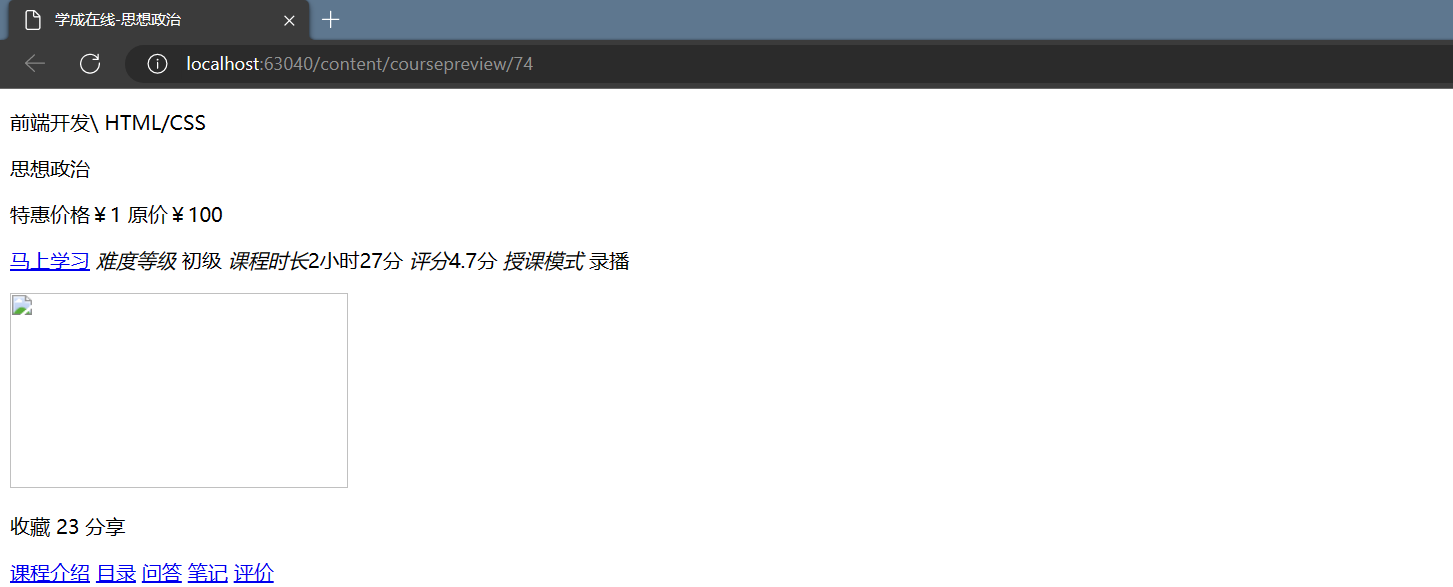 学成在线-思想政治
localhost:63040/content/coursepreview/74
前端开发\ HTML/CSS
思想政治
特惠价格￥1 原价￥100
马上学习 难度等级 初级 课程时长2小时27分 评分4.7分 授课模式 录播
收藏 23 分享
课程介绍 目录 问答 笔记 评价